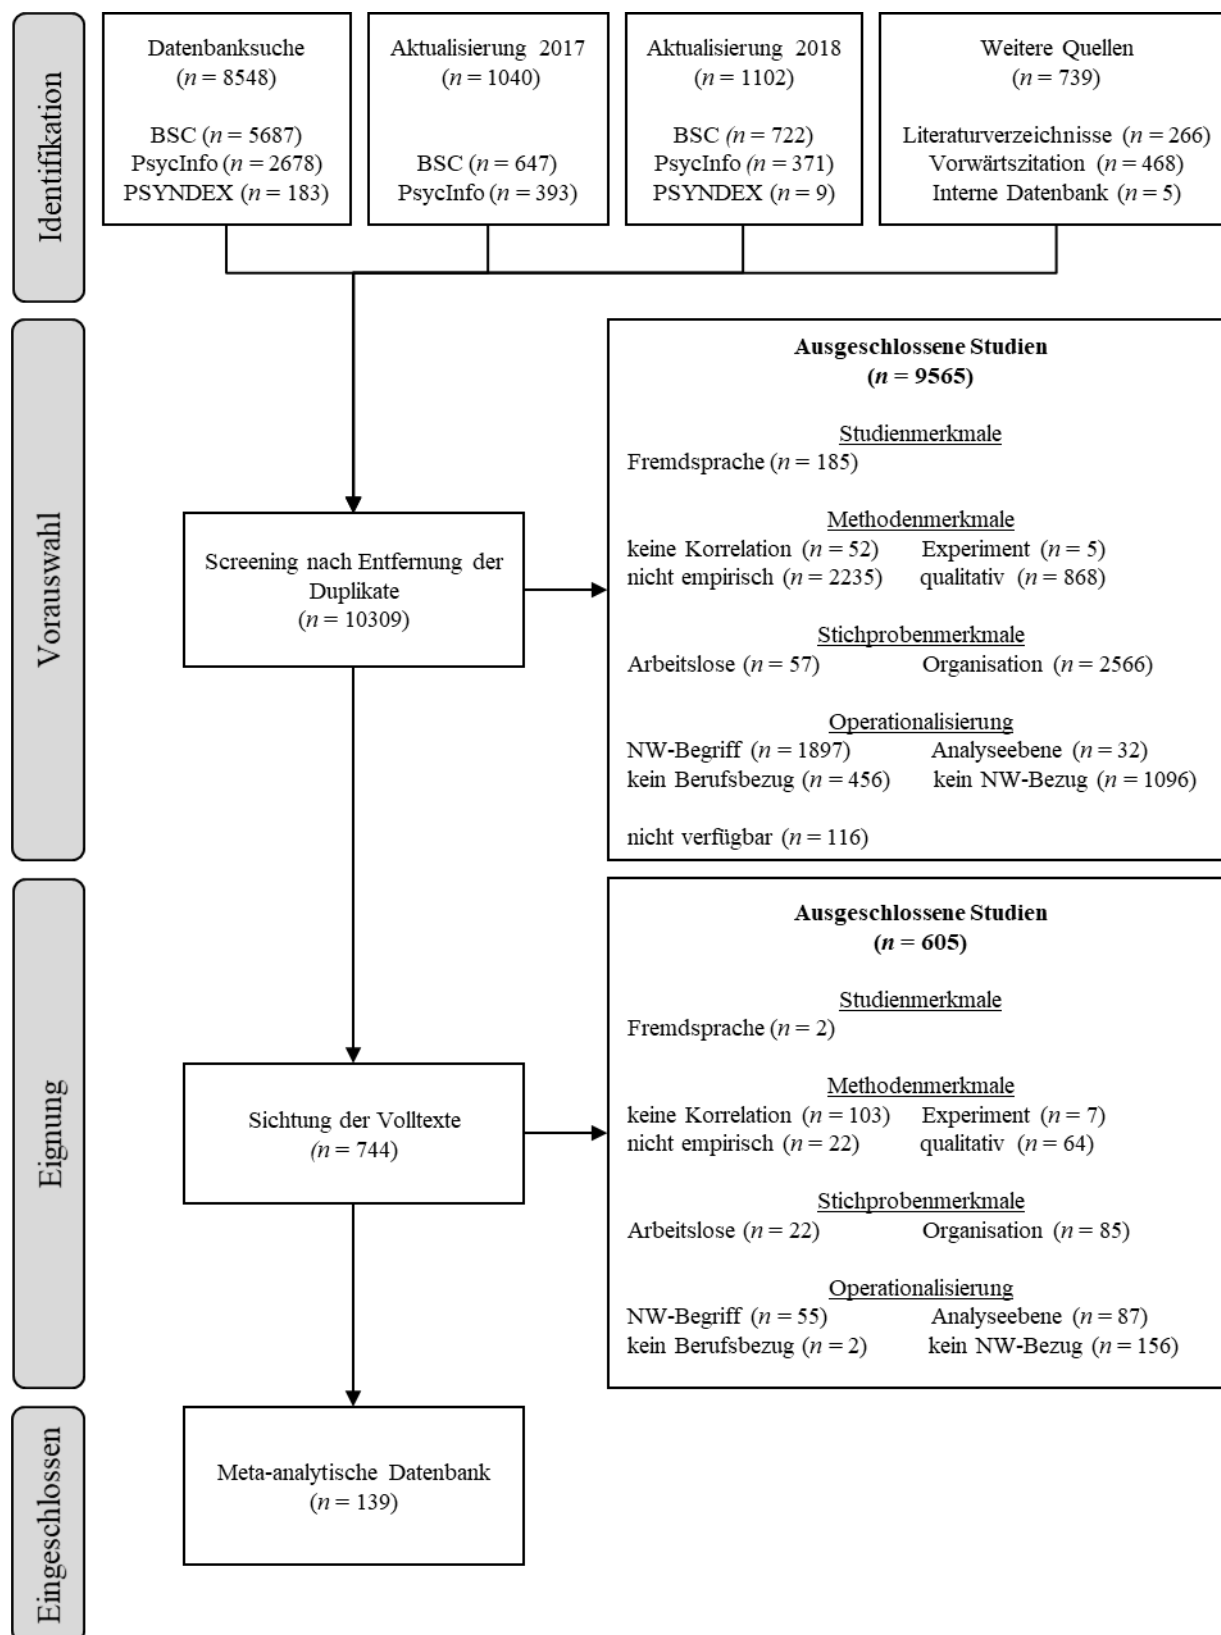 Identifikation
Datenbanksuche
(n = 8548)
BSC (n = 5687)
PsycInfo (n = 2678)
PSYNDEX (n = 183)
Aktualisierung 2017
(n = 1040)
BSC (n = 647)
PsycInfo (n = 393)
Aktualisierung 2018
(n = 1102)
BSC (n = 722)
PsycInfo (n = 371)
PSYNDEX (n = 9)
Weitere Quellen
(n = 739)
Literaturverzeichnisse (n = 266)
Vorwärtszitation (n = 468)
Interne Datenbank (n = 5)
Vorauswahl
Screening nach Entfernung der
Duplikate
(n = 10309)
Ausgeschlossene Studien
(n = 9565)
Studienmerkmale
Fremdsprache (n = 185)
Methodenmerkmale
keine Korrelation (n = 52) Experiment (n = 5)
nicht empirisch (n = 2235) qualitativ (n = 868)
Stichprobenmerkmale
Arbeitslose (n = 57) Organisation (n = 2566)
Operationalisierung
NW-Begriff (n = 1897) Analyseebene (n = 32)
kein Berufsbezug (n = 456) kein NW-Bezug (n = 1096)
nicht verfügbar (n = 116)
Eignung
Sichtung der Volltexte
(n = 744)
Ausgeschlossene Studien
(n = 605)
Studienmerkmale
Fremdsprache (n = 2)
Methodenmerkmale
keine Korrelation (n = 103) Experiment (n = 7)
nicht empirisch (n = 22) qualitativ (n = 64)
Stichprobenmerkmale
Arbeitslose (n = 22) Organisation (n = 85)
Operationalisierung
NW-Begriff (n = 55) Analyseebene (n = 87)
kein Berufsbezug (n = 2) kein NW-Bezug (n = 156)
Eingeschlossen
Meta-analytische Datenbank
(n = 139)